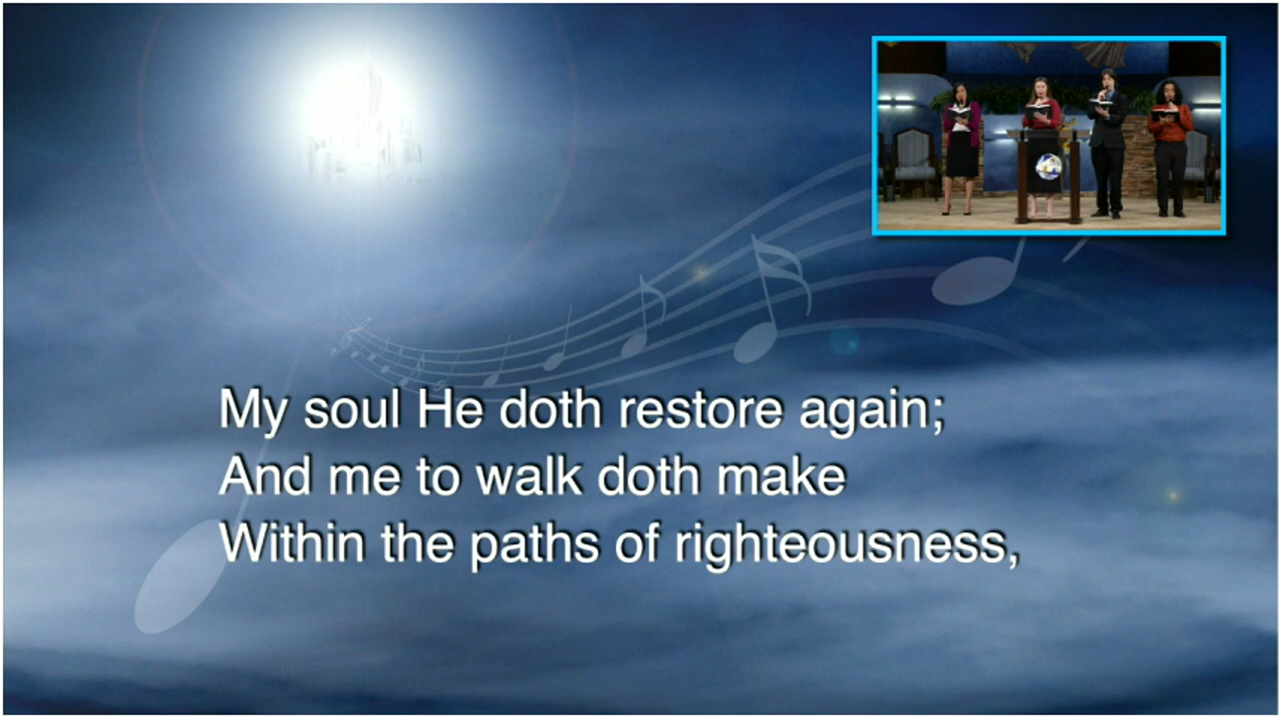 My soul He doth restore again;
And me to walk doth make
Within the paths of righteousness,